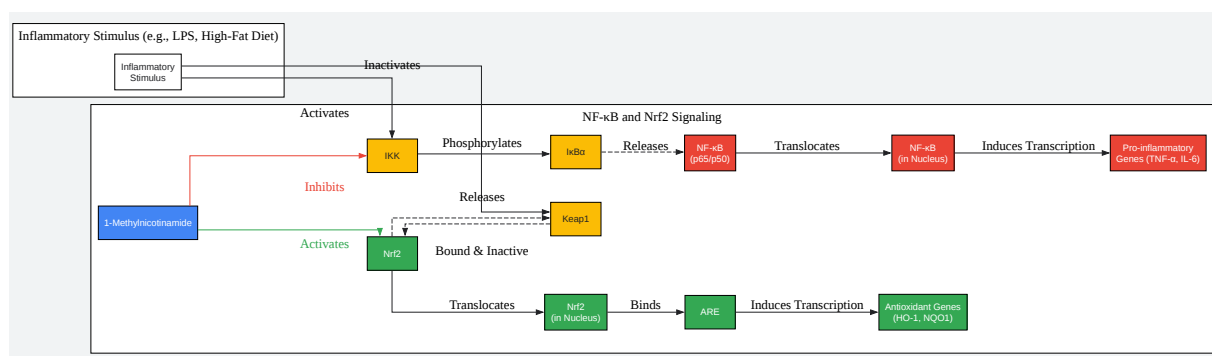 Inflammatory Stimulus (e.g., LPS, High-Fat Diet)
Inflammatory
Stimulus
Inactivates
Activates
NF-κB and Nrf2 Signaling
IKK
Phosphorylates
IκBα
Releases
NF-κB
(p65/p50)
Translocates
NF-κB
(in Nucleus)
Induces Transcription
Pro-inflammatory
Genes (TNF-α, IL-6)
Inhibits
Releases
1-Methylnicotinamide
Keap1
Activates
Nrf2
Bound & Inactive
Translocates
Nrf2
(in Nucleus)
Binds
ARE
Induces Transcription
Antioxidant Genes
(HO-1, NQO1)